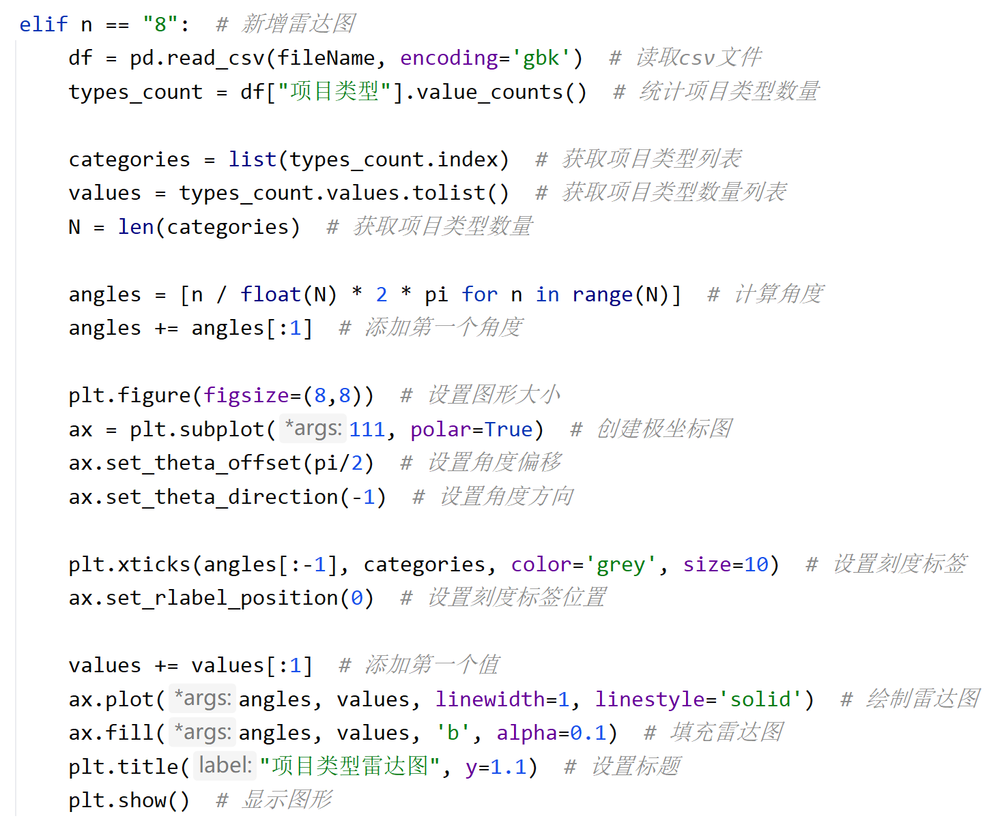 elif n == "8":  # 新增雷达图
    df = pd.read_csv(fileName, encoding='gbk')  # 读取csv文件
    types_count = df["项目类型"].value_counts()  # 统计项目类型数量
    categories = list(types_count.index)  # 获取项目类型列表
    values = types_count.values.tolist()  # 获取项目类型数量列表
    N = len(categories)  # 获取项目类型数量
    angles = [n / float(N) * 2 * pi for n in range(N)]  # 计算角度
    angles += angles[:1]  # 添加第一个角度
    plt.figure(figsize=(8,8))  # 设置图形大小
    ax = plt.subplot( *args: 111, polar=True)  # 创建极坐标图
    ax.set_theta_offset(pi/2)  # 设置角度偏移
    ax.set_theta_direction(-1)  # 设置角度方向
    plt.xticks(angles[:-1], categories, color='grey', size=10)  # 设置刻度标签
    ax.set_rlabel_position(0)  # 设置刻度标签位置
    values += values[:1]  # 添加第一个值
    ax.plot( *args: angles, values, linewidth=1, linestyle='solid')  # 绘制雷达图
    ax.fill( *args: angles, values, 'b', alpha=0.1)  # 填充雷达图
    plt.title( label: "项目类型雷达图", y=1.1)  # 设置标题
    plt.show()  # 显示图形